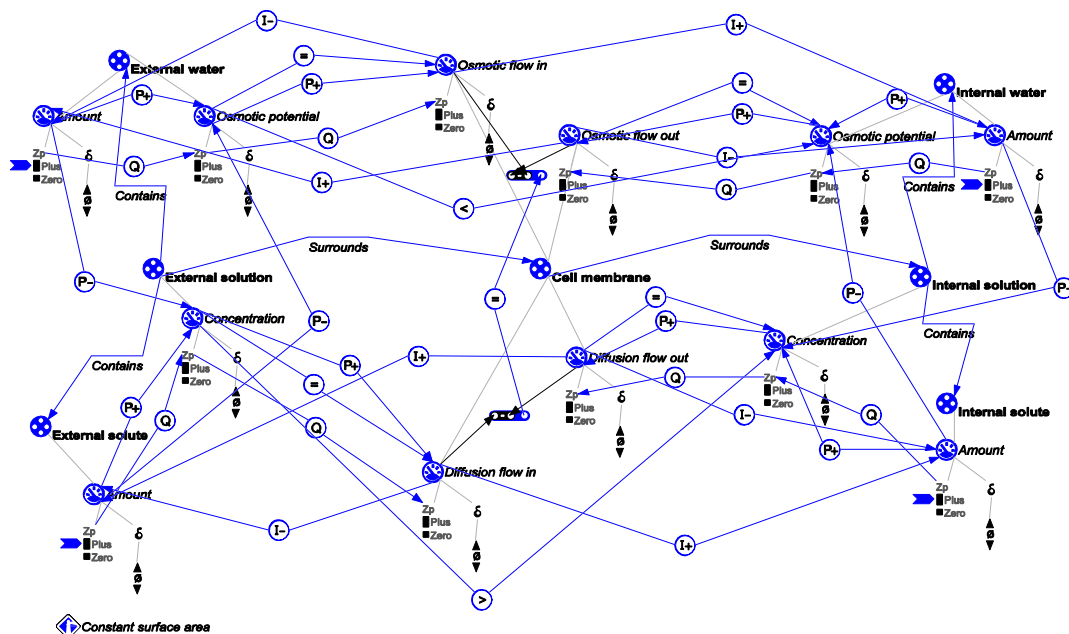 I-
I+
=
Osmotic flow in
External water
P+
P+
=
Internal water
P+
P+
Amount
Osmotic potential
Zp
Plus
Zero
δ
Osmotic flow out
Osmotic potential
Amount
Q
Q
I-
Zp
Plus
Zero
δ
Zp
Plus
Zero
δ
I+
Zp
Plus
Zero
δ
Q
Zp
Plus
Zero
δ
Q
Zp
Plus
Zero
δ
Contains
<
Contains
Surrounds
Surrounds
External solution
Cell membrane
Internal solution
P-
=
=
P-
P-
Concentration
P-
P+
Concentration
Zp
Plus
Zero
δ
P+
I+
Diffusion flow out
Contains
=
Zp
Plus
Zero
δ
Q
Zp
Plus
Zero
δ
Contains
P+
Q
Q
I-
Q
Internal solute
External solute
P+
Amount
Diffusion flow in
Amount
Zp
Plus
Zero
δ
Zp
Plus
Zero
δ
I-
Zp
Plus
Zero
δ
I+
>
Constant surface area